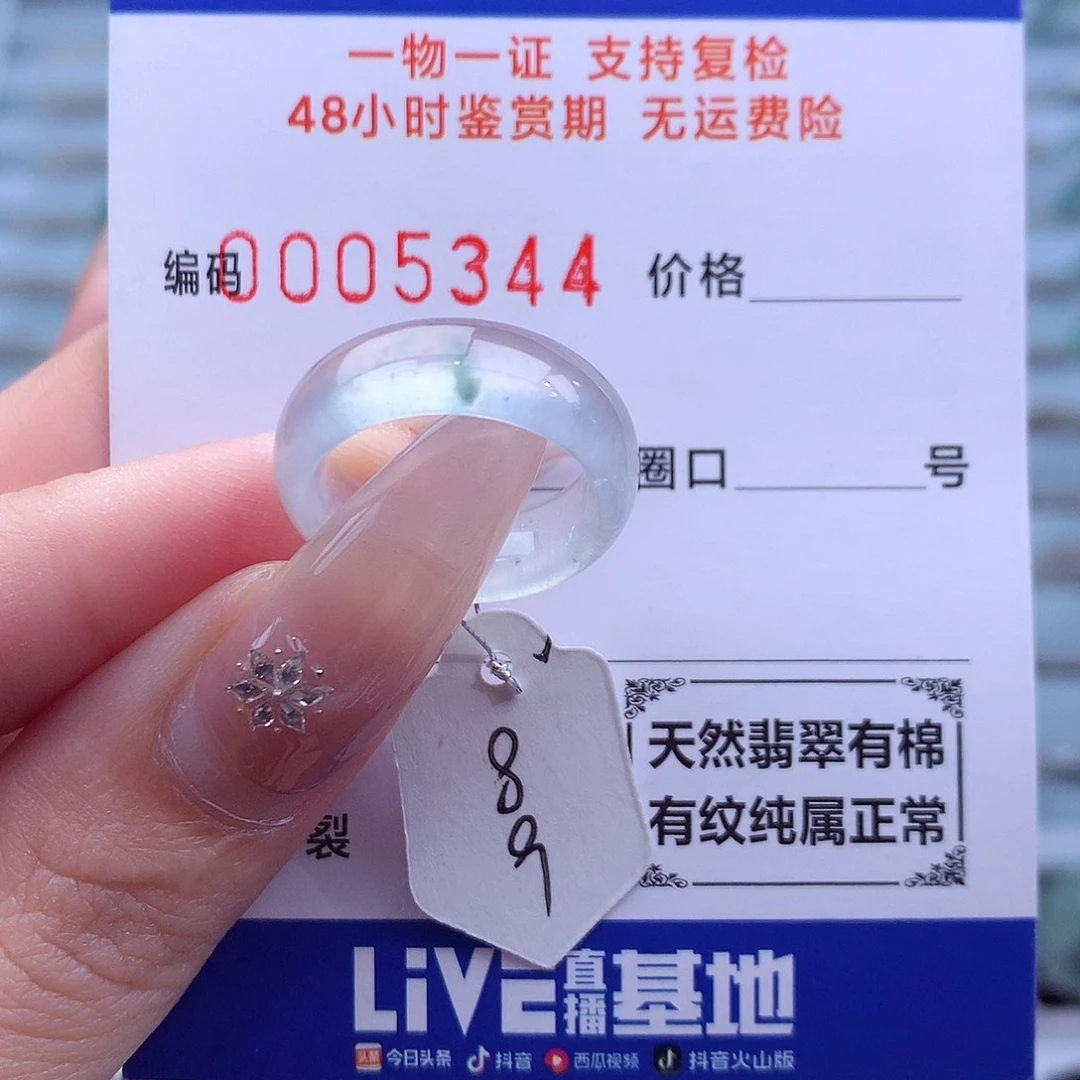 一物一证 支持复检
48小时鉴赏期 无运费险
编码0005344 价格
圈口 号
天然翡翠有棉
有纹纯属正常
裂
89
LiVE直播基地
头条 今日头条 抖音 西瓜视频 抖音火山版